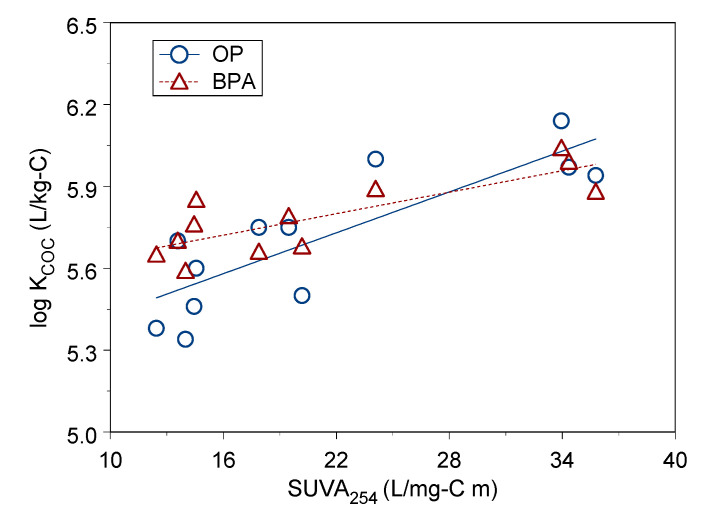 6.5
6.2
5.9
5.6
5.3
5.0
log K_COC (L/kg-C)
OP
BPA
10 16 22 28 34 40
SUVA_254 (L/mg-C m)